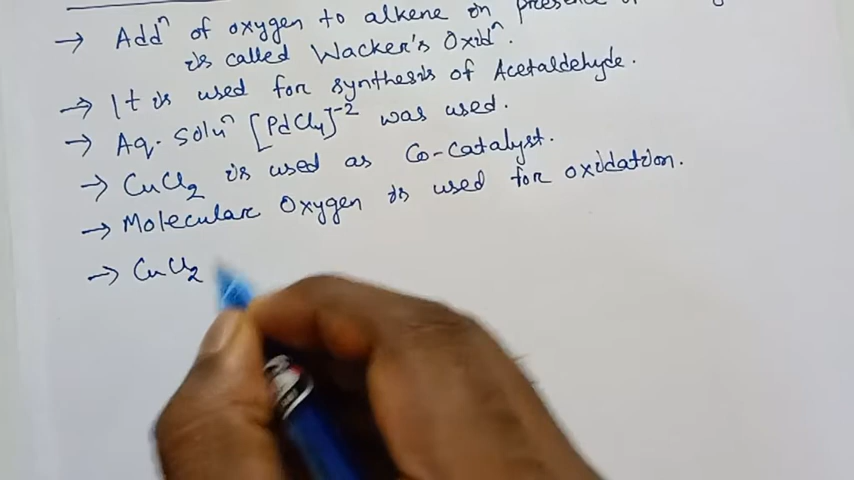 → Addⁿ of oxygen to alkene in presence
is called Wacker's Oxidⁿ.
→ It is used for synthesis of Acetaldehyde.
→ Aq. Soluⁿ [PdCl₄]⁻² was used.
→ CuCl₂ is used as Co-Catalyst.
→ Molecular Oxygen is used for oxidation.
→ CuCl₂